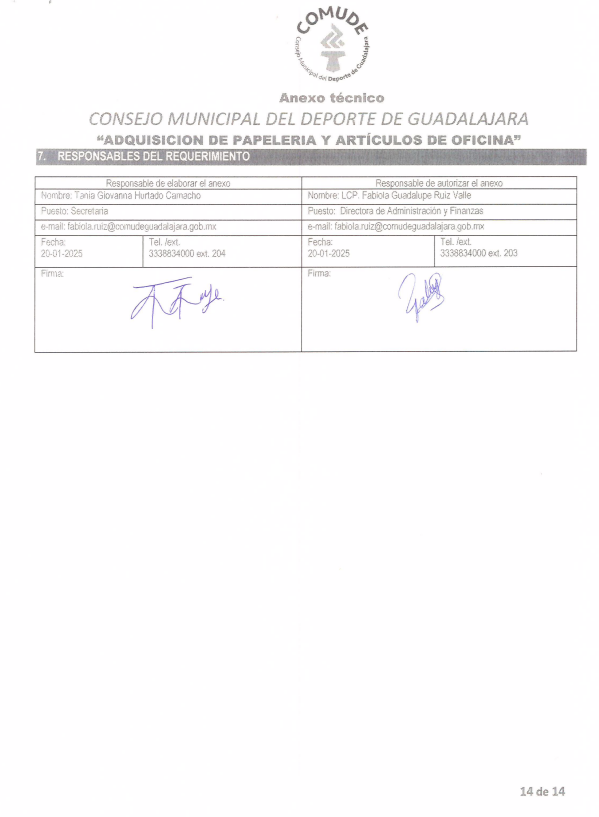 COMUDE
Consejo Municipal del Deporte de Guadalajara
Anexo técnico
CONSEJO MUNICIPAL DEL DEPORTE DE GUADALAJARA
“ADQUISICION DE PAPELERIA Y ARTÍCULOS DE OFICINA”
7. RESPONSABLES DEL REQUERIMIENTO
Responsable de elaborar el anexo
Responsable de autorizar el anexo
Nombre: Tania Giovanna Hurtado Camacho
Nombre: LCP. Fabiola Guadalupe Ruiz Valle
Puesto: Secretaria
Puesto: Directora de Administración y Finanzas
e-mail: fabiola.ruiz@comudeguadalajara.gob.mx
e-mail: fabiola.ruiz@comudeguadalajara.gob.mx
Fecha:
20-01-2025
Tel. /ext.
3338834000 ext. 204
Fecha:
20-01-2025
Tel. /ext.
3338834000 ext. 203
Firma:
Firma:
14 de 14